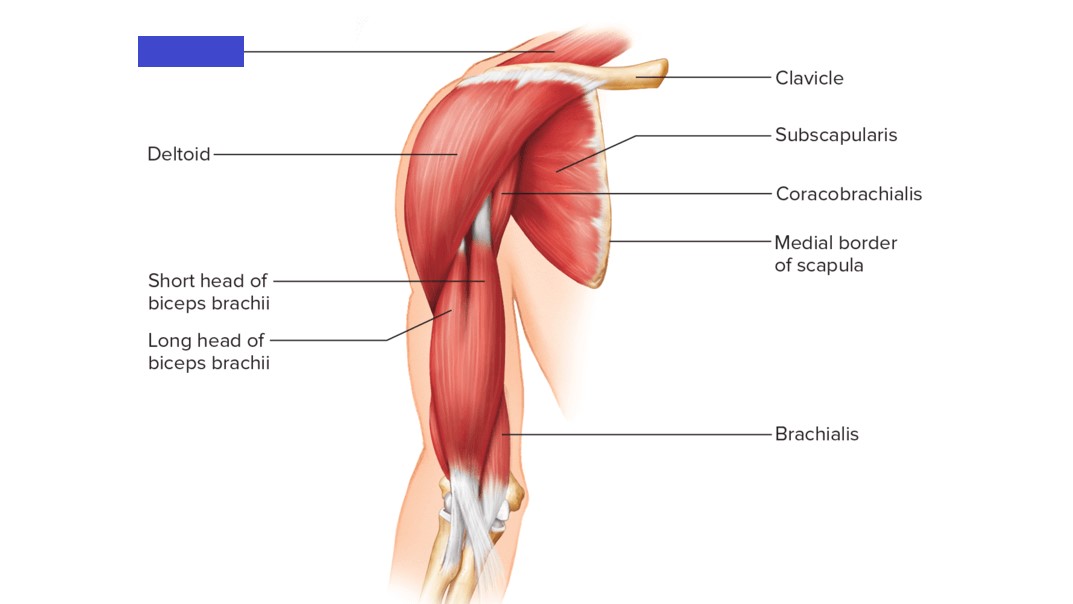 Clavicle
Subscapularis
Deltoid
Coracobrachialis
Medial border
of scapula
Short head of
biceps brachii
Long head of
biceps brachii
Brachialis